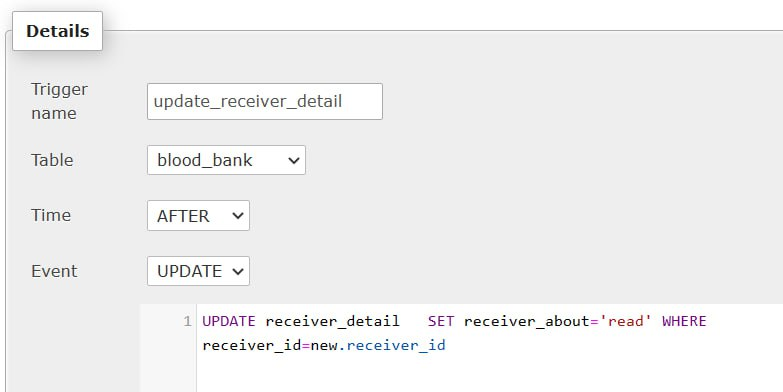 Details
Trigger
name
update_receiver_detail
Table
blood_bank
Time
AFTER
Event
UPDATE
1 UPDATE receiver_detail   SET receiver_about='read' WHERE
receiver_id=new.receiver_id